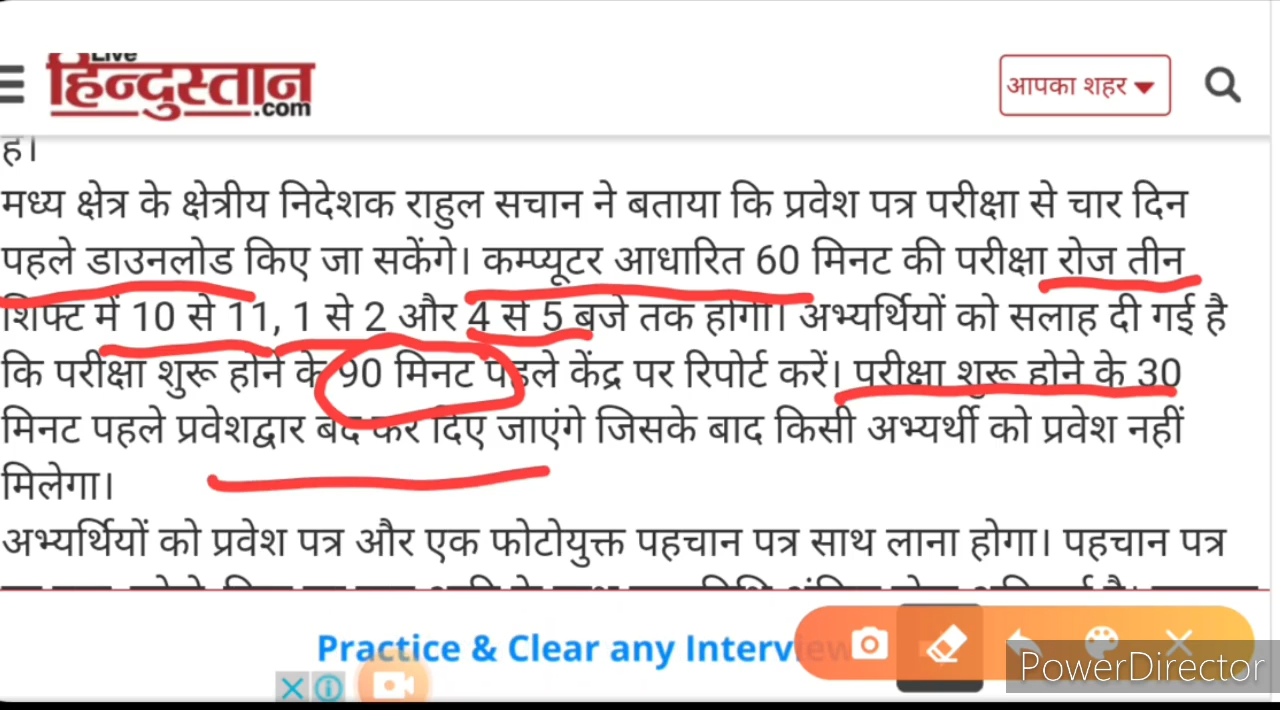 Live
हिन्दुस्तान
.com
आपका शहर
है।
मध्य क्षेत्र के क्षेत्रीय निदेशक राहुल सचान ने बताया कि प्रवेश पत्र परीक्षा से चार दिन
पहले डाउनलोड किए जा सकेंगे। कम्प्यूटर आधारित 60 मिनट की परीक्षा रोज तीन
शिफ्ट में 10 से 11, 1 से 2 और 4 से 5 बजे तक होगी। अभ्यर्थियों को सलाह दी गई है
कि परीक्षा शुरू होने के 90 मिनट पहले केंद्र पर रिपोर्ट करें। परीक्षा शुरू होने के 30
मिनट पहले प्रवेशद्वार बंद कर दिए जाएंगे जिसके बाद किसी अभ्यर्थी को प्रवेश नहीं
मिलेगा।
अभ्यर्थियों को प्रवेश पत्र और एक फोटोयुक्त पहचान पत्र साथ लाना होगा। पहचान पत्र
Practice & Clear any Interview
PowerDirector